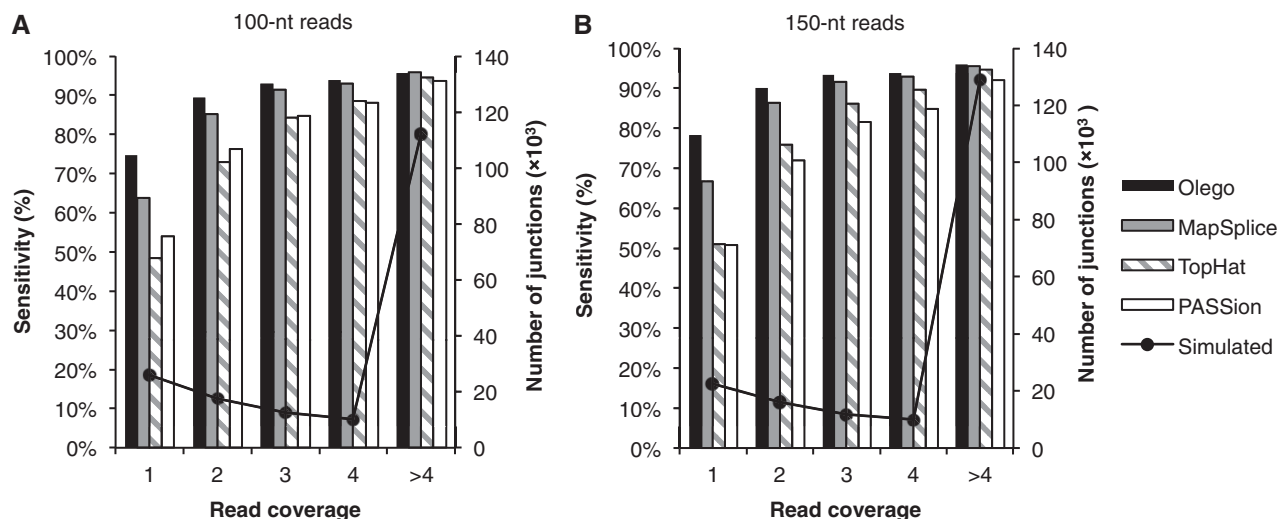 A
100-nt reads
100%
90%
80%
70%
60%
50%
40%
30%
20%
10%
0%
Sensitivity (%)
140
120
100
80
60
40
20
0
Number of junctions (×10³)
1 2 3 4 >4
Read coverage
B
150-nt reads
100%
90%
80%
70%
60%
50%
40%
30%
20%
10%
0%
Sensitivity (%)
140
120
100
80
60
40
20
0
Number of junctions (×10³)
1 2 3 4 >4
Read coverage
Olego
MapSplice
TopHat
PASSion
Simulated